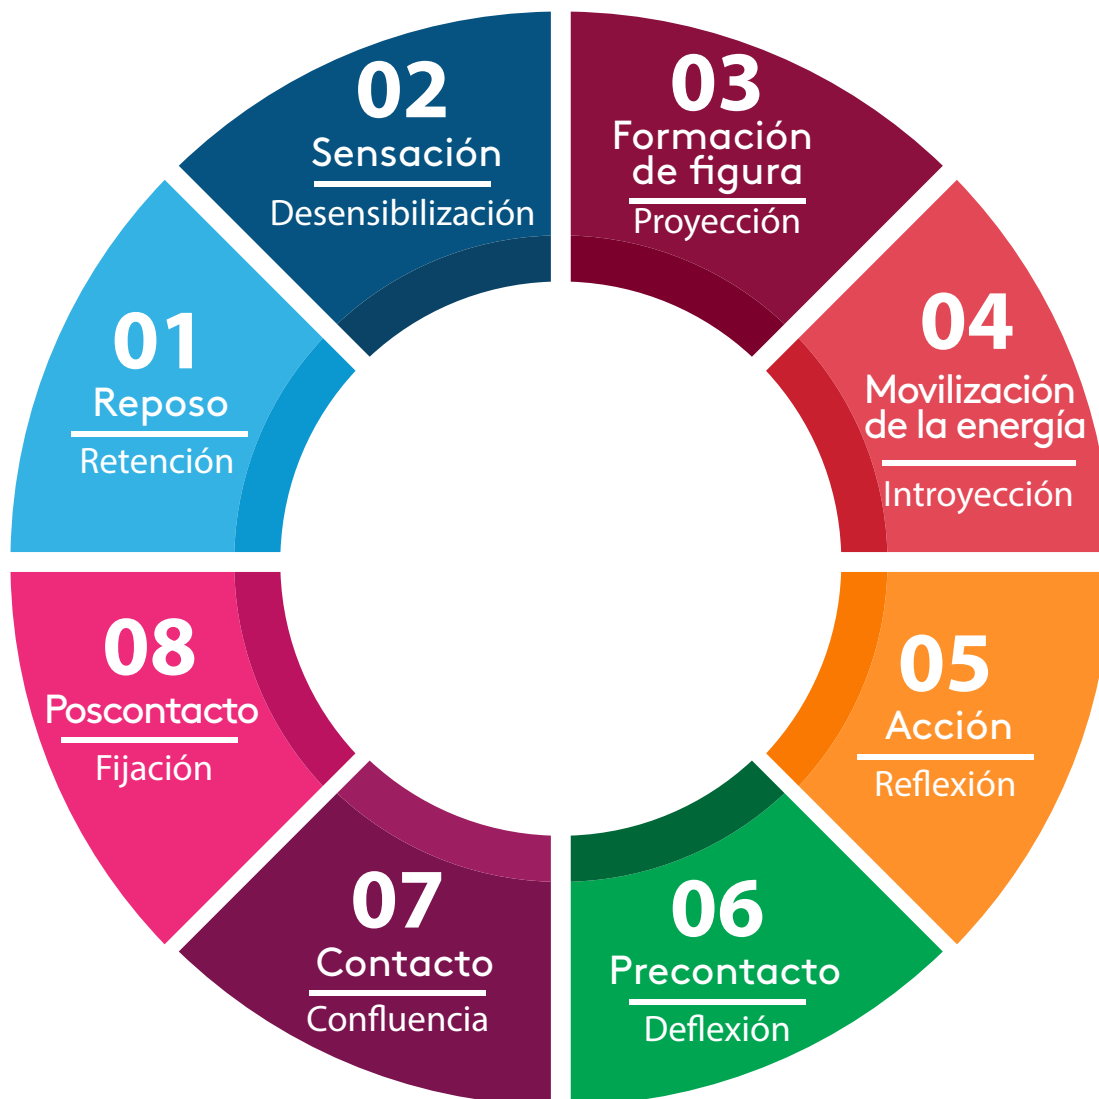 01
Reposo
Retención
02
Sensación
Desensibilización
03
Formación
de figura
Proyección
04
Movilización
de la energía
Introyección
05
Acción
Reflexión
06
Precontacto
Deflexión
07
Contacto
Confluencia
08
Poscontacto
Fijación